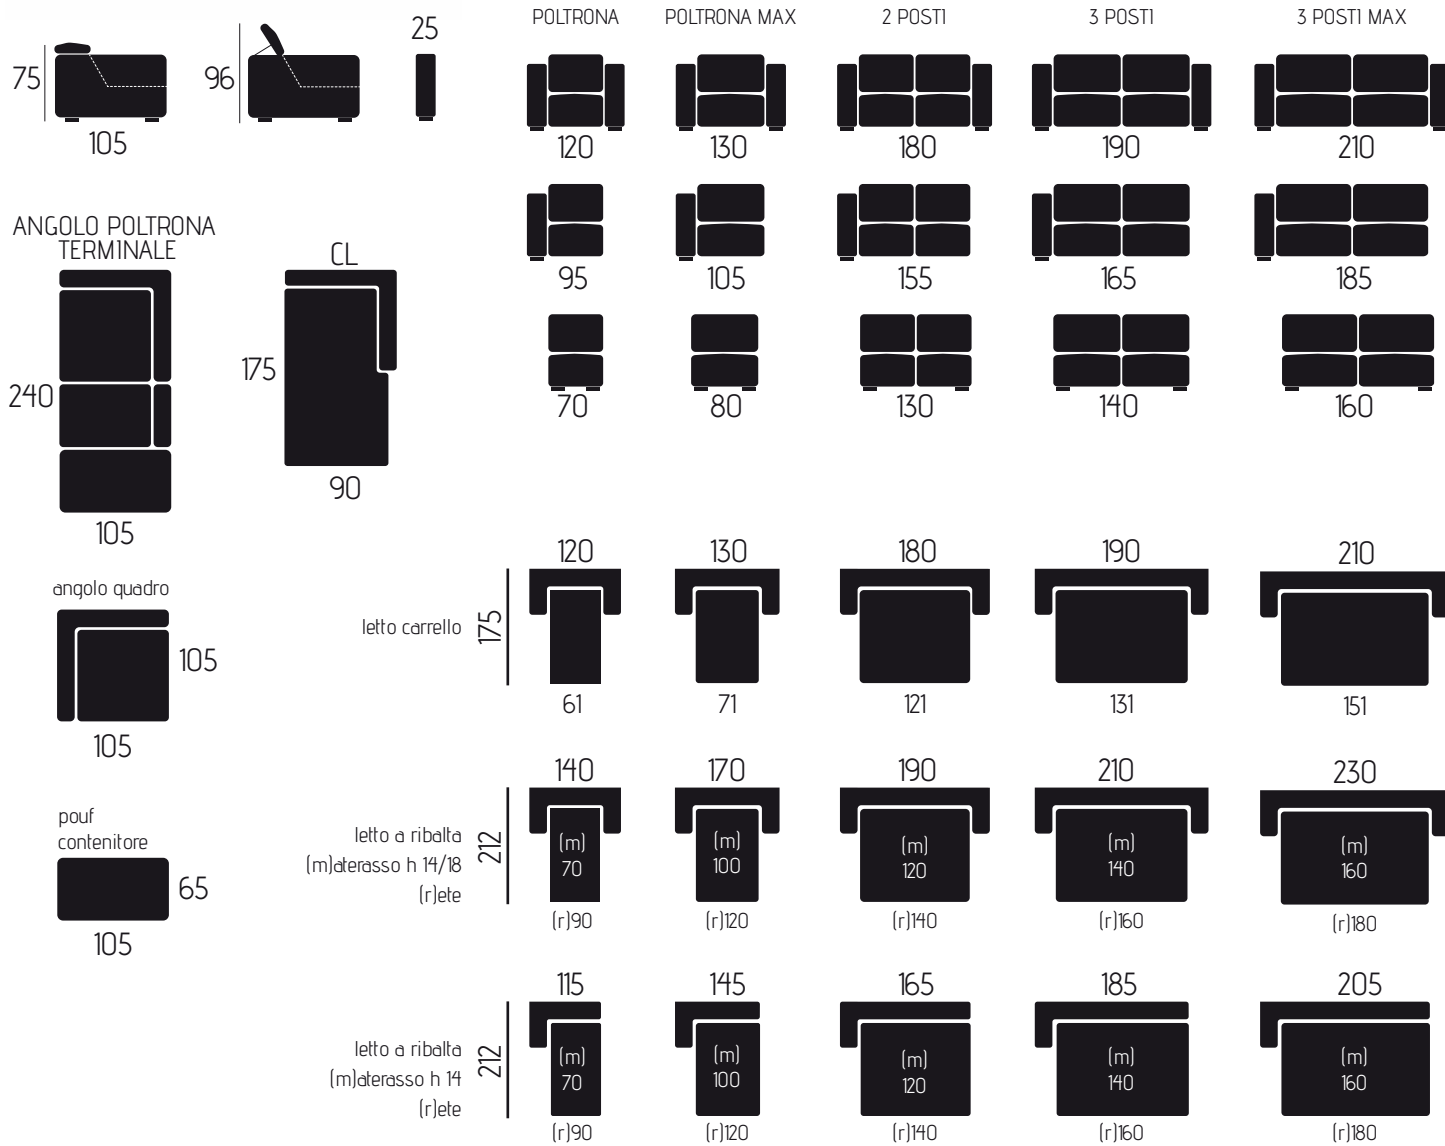 POLTRONA POLTRONA MAX 2 POSTI 3 POSTI 3 POSTI MAX
75
105
96
25
120 130 180 190 210
95 105 155 165 185
70 80 130 140 160
ANGOLO POLTRONA
TERMINALE
240
105
CL
175
90
angolo quadro
105
105
pouf
contenitore
65
105
120 130 180 190 210
letto carrello
175
61 71 121 131 151
140 170 190 210 230
letto a ribalta
(m)aterasso h 14/18
(r)ete
212
(m) (m) (m) (m) (m)
70 100 120 140 160
(r)90 (r)120 (r)140 (r)160 (r)180
115 145 165 185 205
letto a ribalta
(m)aterasso h 14
(r)ete
212
(m) (m) (m) (m) (m)
70 100 120 140 160
(r)90 (r)120 (r)140 (r)160 (r)180